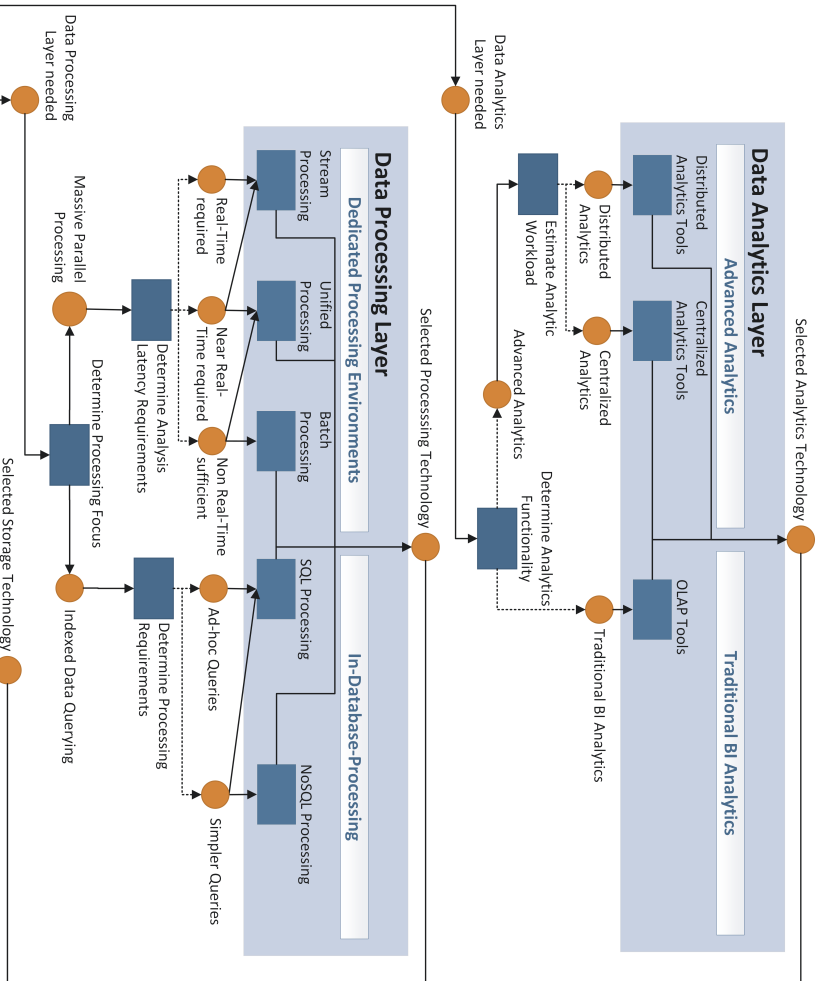 Selected Analytics Technology
Data Analytics Layer
Advanced Analytics
Traditional BI Analytics
Distributed
Analytics Tools
Centralized
Analytics Tools
OLAP Tools
Distributed
Analytics
Centralized
Analytics
Traditional BI Analytics
Estimate Analytic
Workload
Advanced Analytics
Determine Analytics
Functionality
Data Analytics
Layer needed
Selected Processsing Technology
Data Processing Layer
Dedicated Processing Environments
In-Database-Processing
Stream
Processing
Unified
Processing
Batch
Processing
SQL Processing
NoSQL Processing
Real-Time
required
Near Real-
Time required
Non Real-Time
sufficient
Ad-hoc Queries
Simpler Queries
Determine Analysis
Latency Requirements
Determine Processing
Requirements
Massive Parallel
Processing
Determine Processing Focus
Indexed Data Querying
Data Processing
Layer needed
Selected Storage Technology